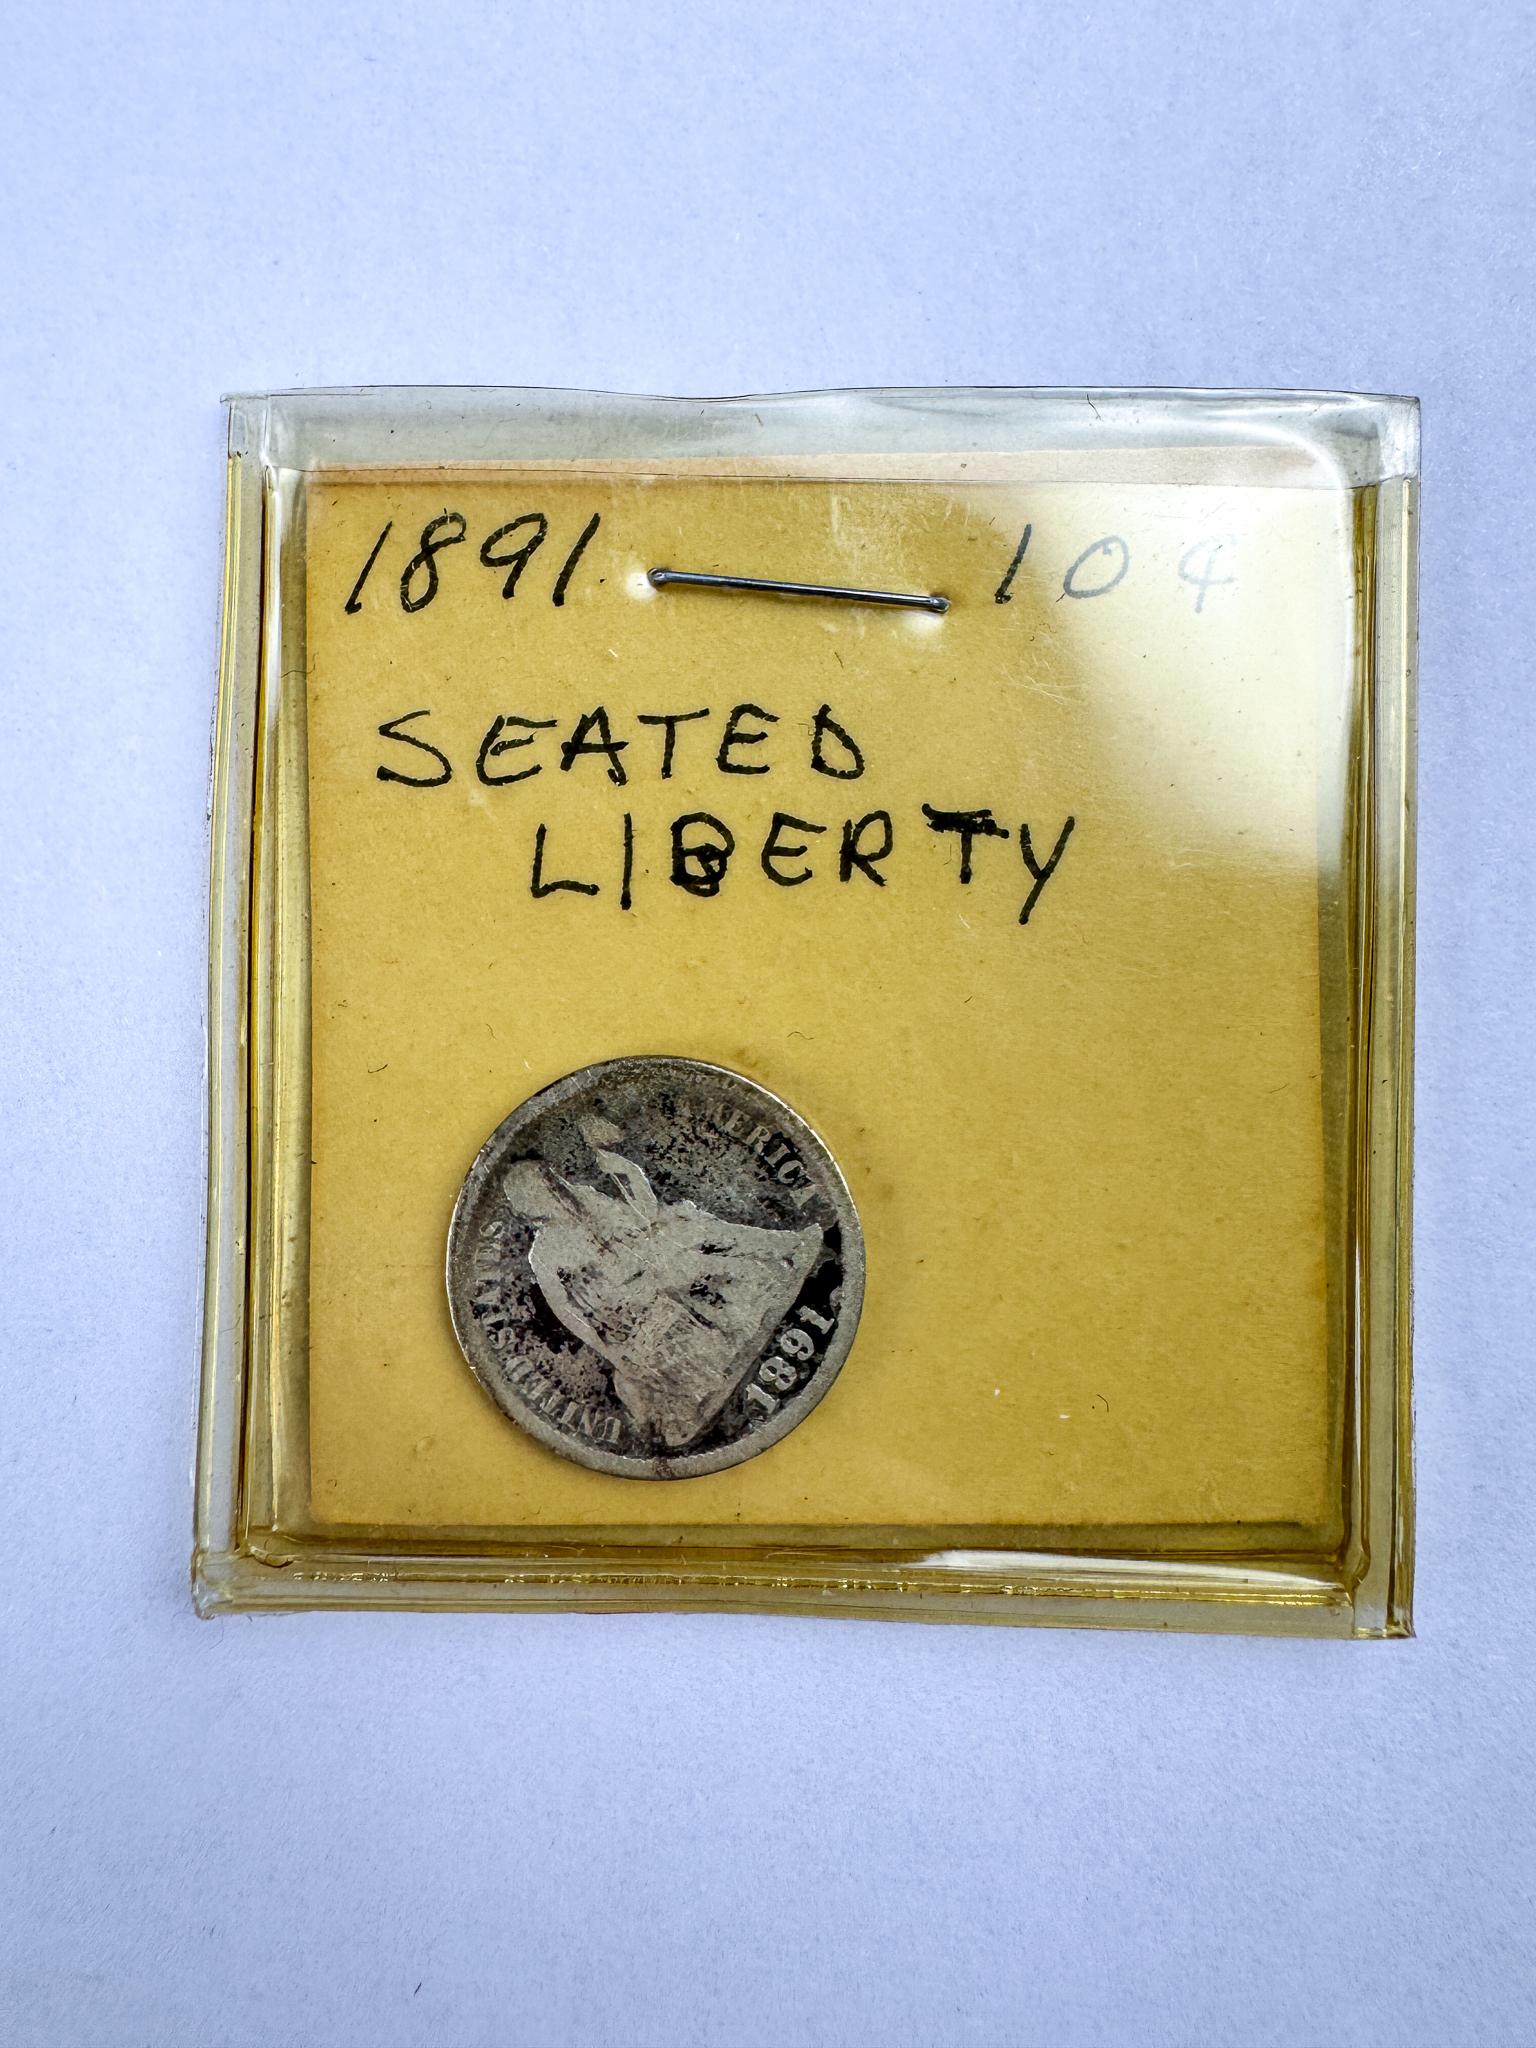 1891 10¢
SEATED
LIBERTY
UNITED STATES
AMERICA
1891